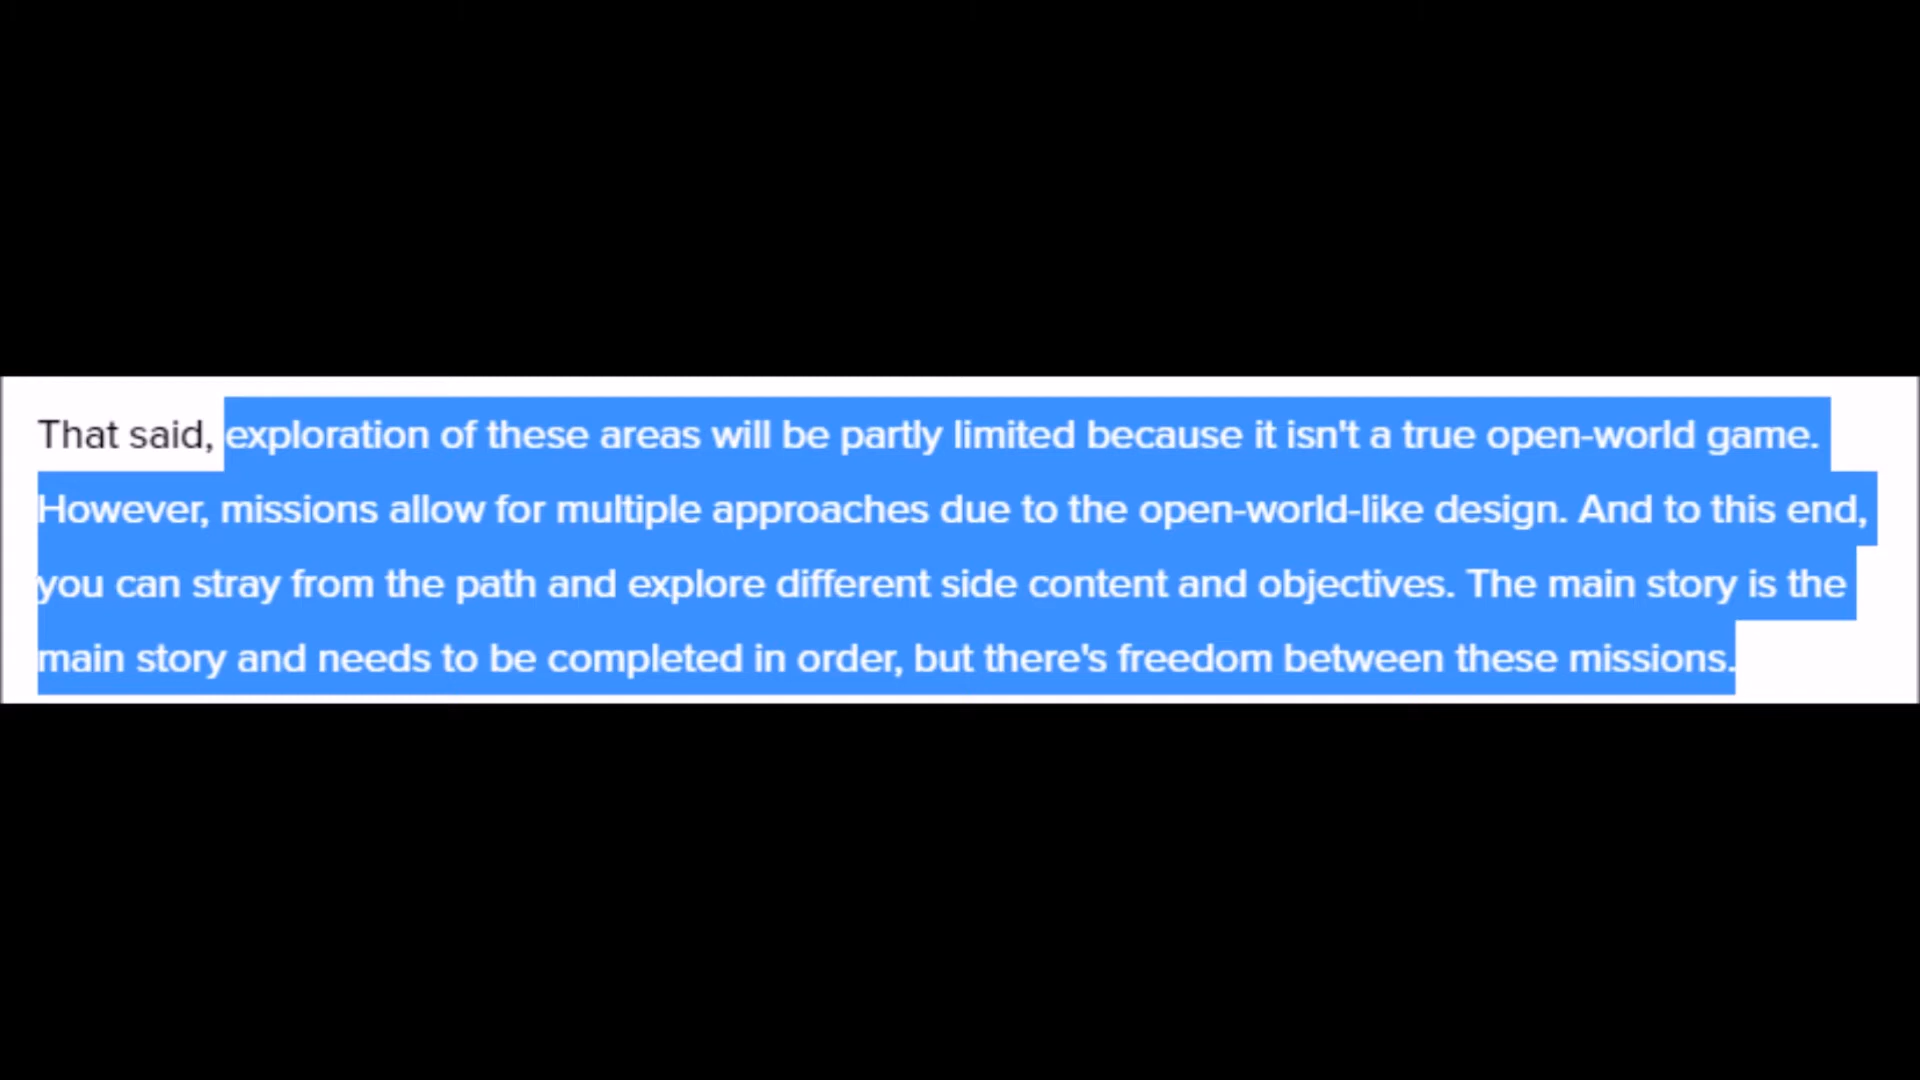 That said, exploration of these areas will be partly limited because it isn't a true open-world game.
However, missions allow for multiple approaches due to the open-world-like design. And to this end,
you can stray from the path and explore different side content and objectives. The main story is the
main story and needs to be completed in order, but there's freedom between these missions.